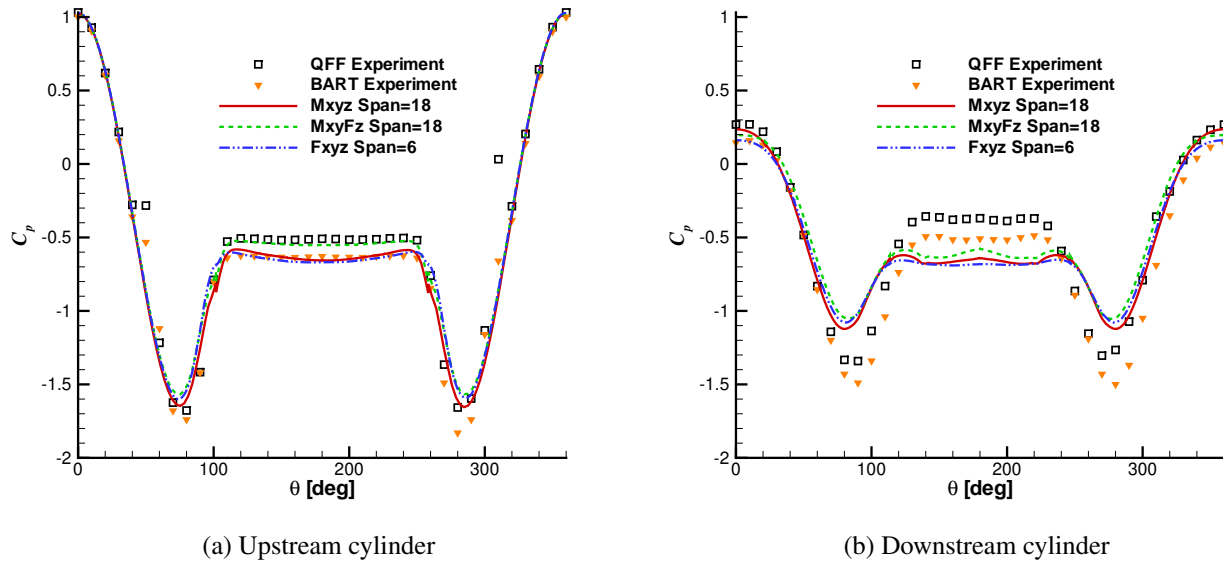 1
0.5
0
-0.5
-1
-1.5
-2
C_p
0 100 200 300
θ [deg]
QFF Experiment
BART Experiment
Mxyz Span=18
MxyFz Span=18
Fxyz Span=6
(a) Upstream cylinder
1
0.5
0
-0.5
-1
-1.5
-2
C_p
0 100 200 300
θ [deg]
QFF Experiment
BART Experiment
Mxyz Span=18
MxyFz Span=18
Fxyz Span=6
(b) Downstream cylinder